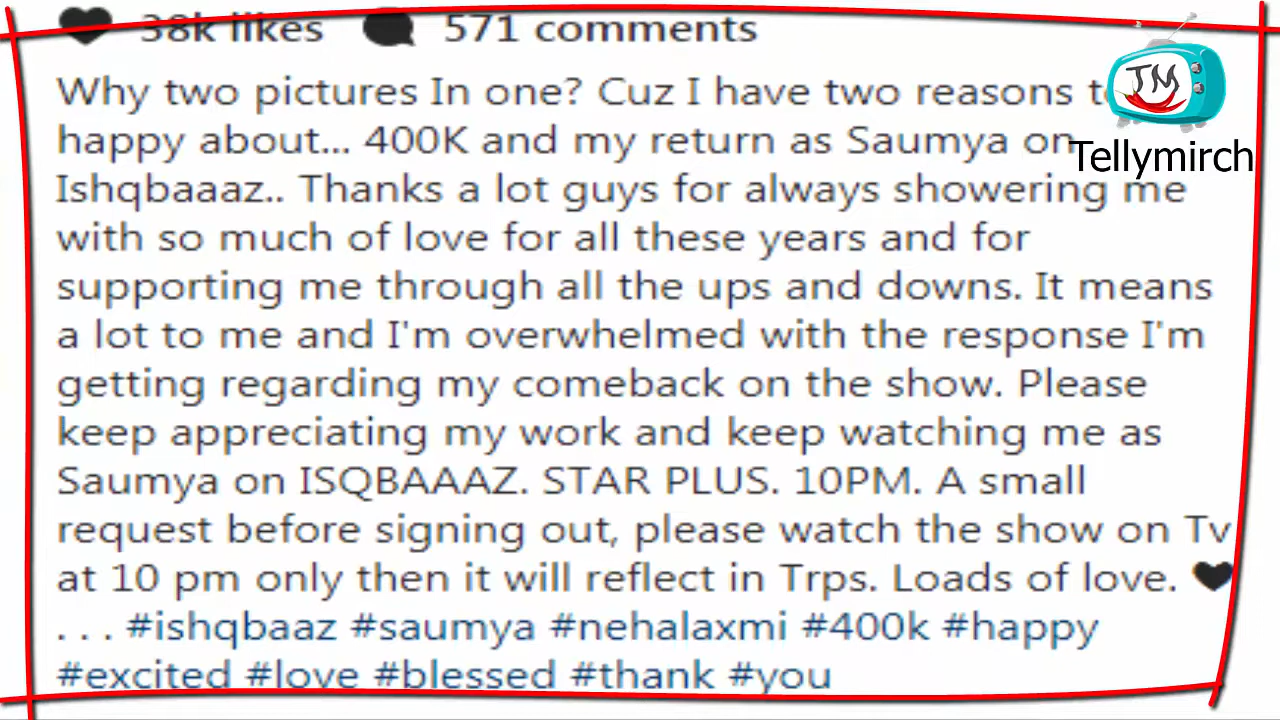 38k likes 571 comments
Why two pictures In one? Cuz I have two reasons
happy about... 400K and my return as Saumya on
Ishqbaaaz.. Thanks a lot guys for always showering me
with so much of love for all these years and for
supporting me through all the ups and downs. It means
a lot to me and I'm overwhelmed with the response I'm
getting regarding my comeback on the show. Please
keep appreciating my work and keep watching me as
Saumya on ISQBAAAZ. STAR PLUS. 10PM. A small
request before signing out, please watch the show on Tv
at 10 pm only then it will reflect in Trps. Loads of love. ♥
. . . #ishqbaaz #saumya #nehalaxmi #400k #happy
#excited #love #blessed #thank #you
TM
Tellymirch